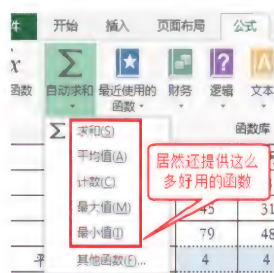 件 开始 插入 页面布局 公式
函数 自动求和 最近使用的函数 财务 逻辑 文本
函数库
Σ 求和(S)
平均值(A)
计数(C)
最大值(M)
最小值(I)
其他函数(F)...
居然还提供这么
多好用的函数
45 31
79 48
平 4 4